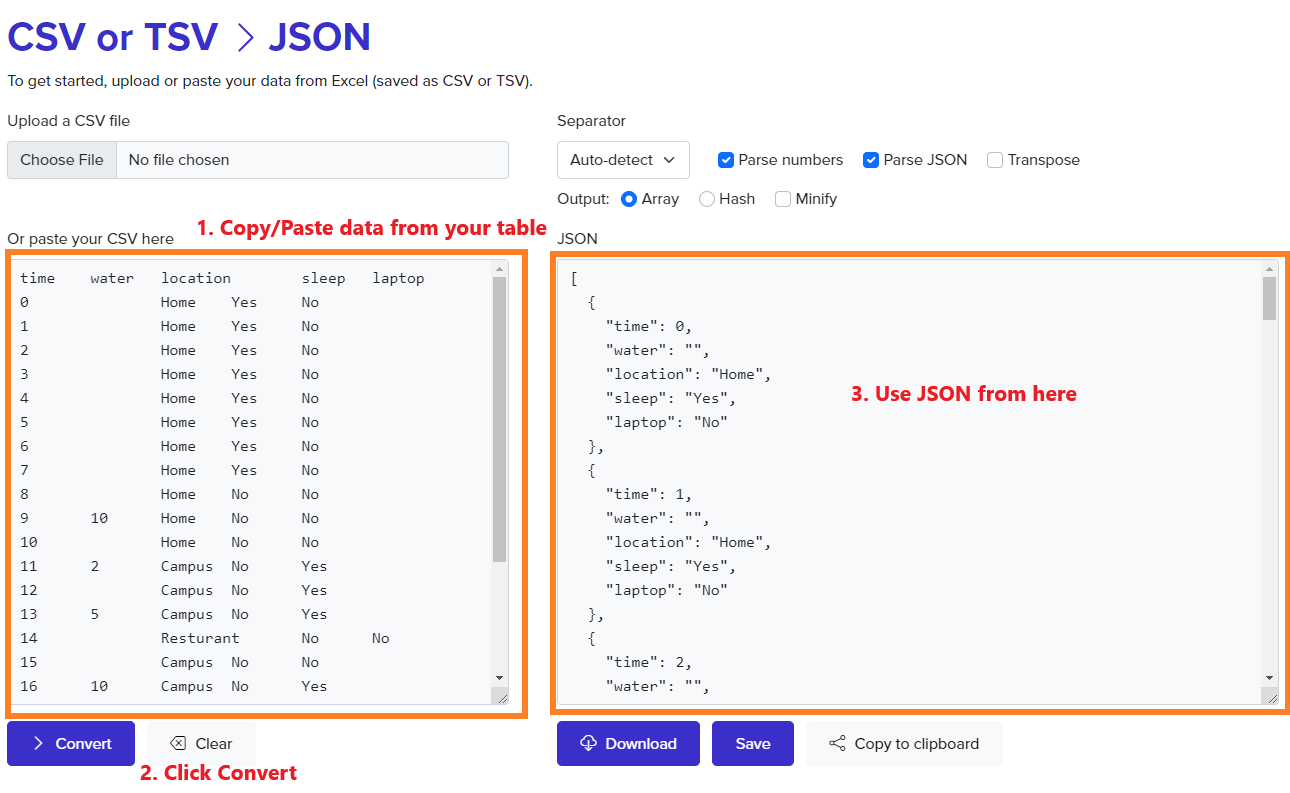 CSV or TSV > JSON
To get started, upload or paste your data from Excel (saved as CSV or TSV).
Upload a CSV file
Choose File No file chosen
Separator
Auto-detect Parse numbers Parse JSON Transpose
Output: Array Hash Minify
1. Copy/Paste data from your table
Or paste your CSV here
time water location sleep laptop
0 Home Yes No
1 Home Yes No
2 Home Yes No
3 Home Yes No
4 Home Yes No
5 Home Yes No
6 Home Yes No
7 Home Yes No
8 Home No No
9 10 Home No No
10 Home No No
11 2 Campus No Yes
12 Campus No Yes
13 5 Campus No Yes
14 Resturant No No
15 Campus No No
16 10 Campus No Yes
Convert Clear
2. Click Convert
JSON
[
{
"time": 0,
"water": "",
"location": "Home",
"sleep": "Yes",
"laptop": "No"
},
{
"time": 1,
"water": "",
"location": "Home",
"sleep": "Yes",
"laptop": "No"
},
{
"time": 2,
"water": "",
3. Use JSON from here
Download Save Copy to clipboard